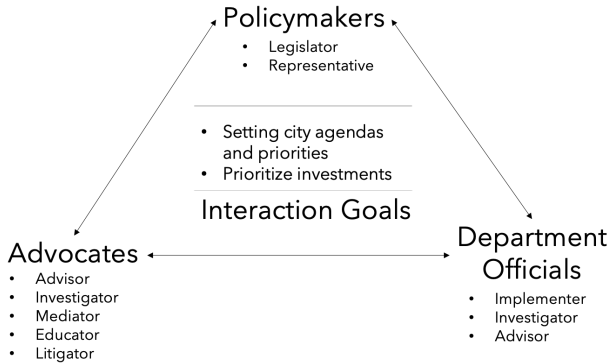 Policymakers
• Legislator
• Representative
• Setting city agendas
and priorities
• Prioritize investments
Interaction Goals
Advocates
• Advisor
• Investigator
• Mediator
• Educator
• Litigator
Department
Officials
• Implementer
• Investigator
• Advisor